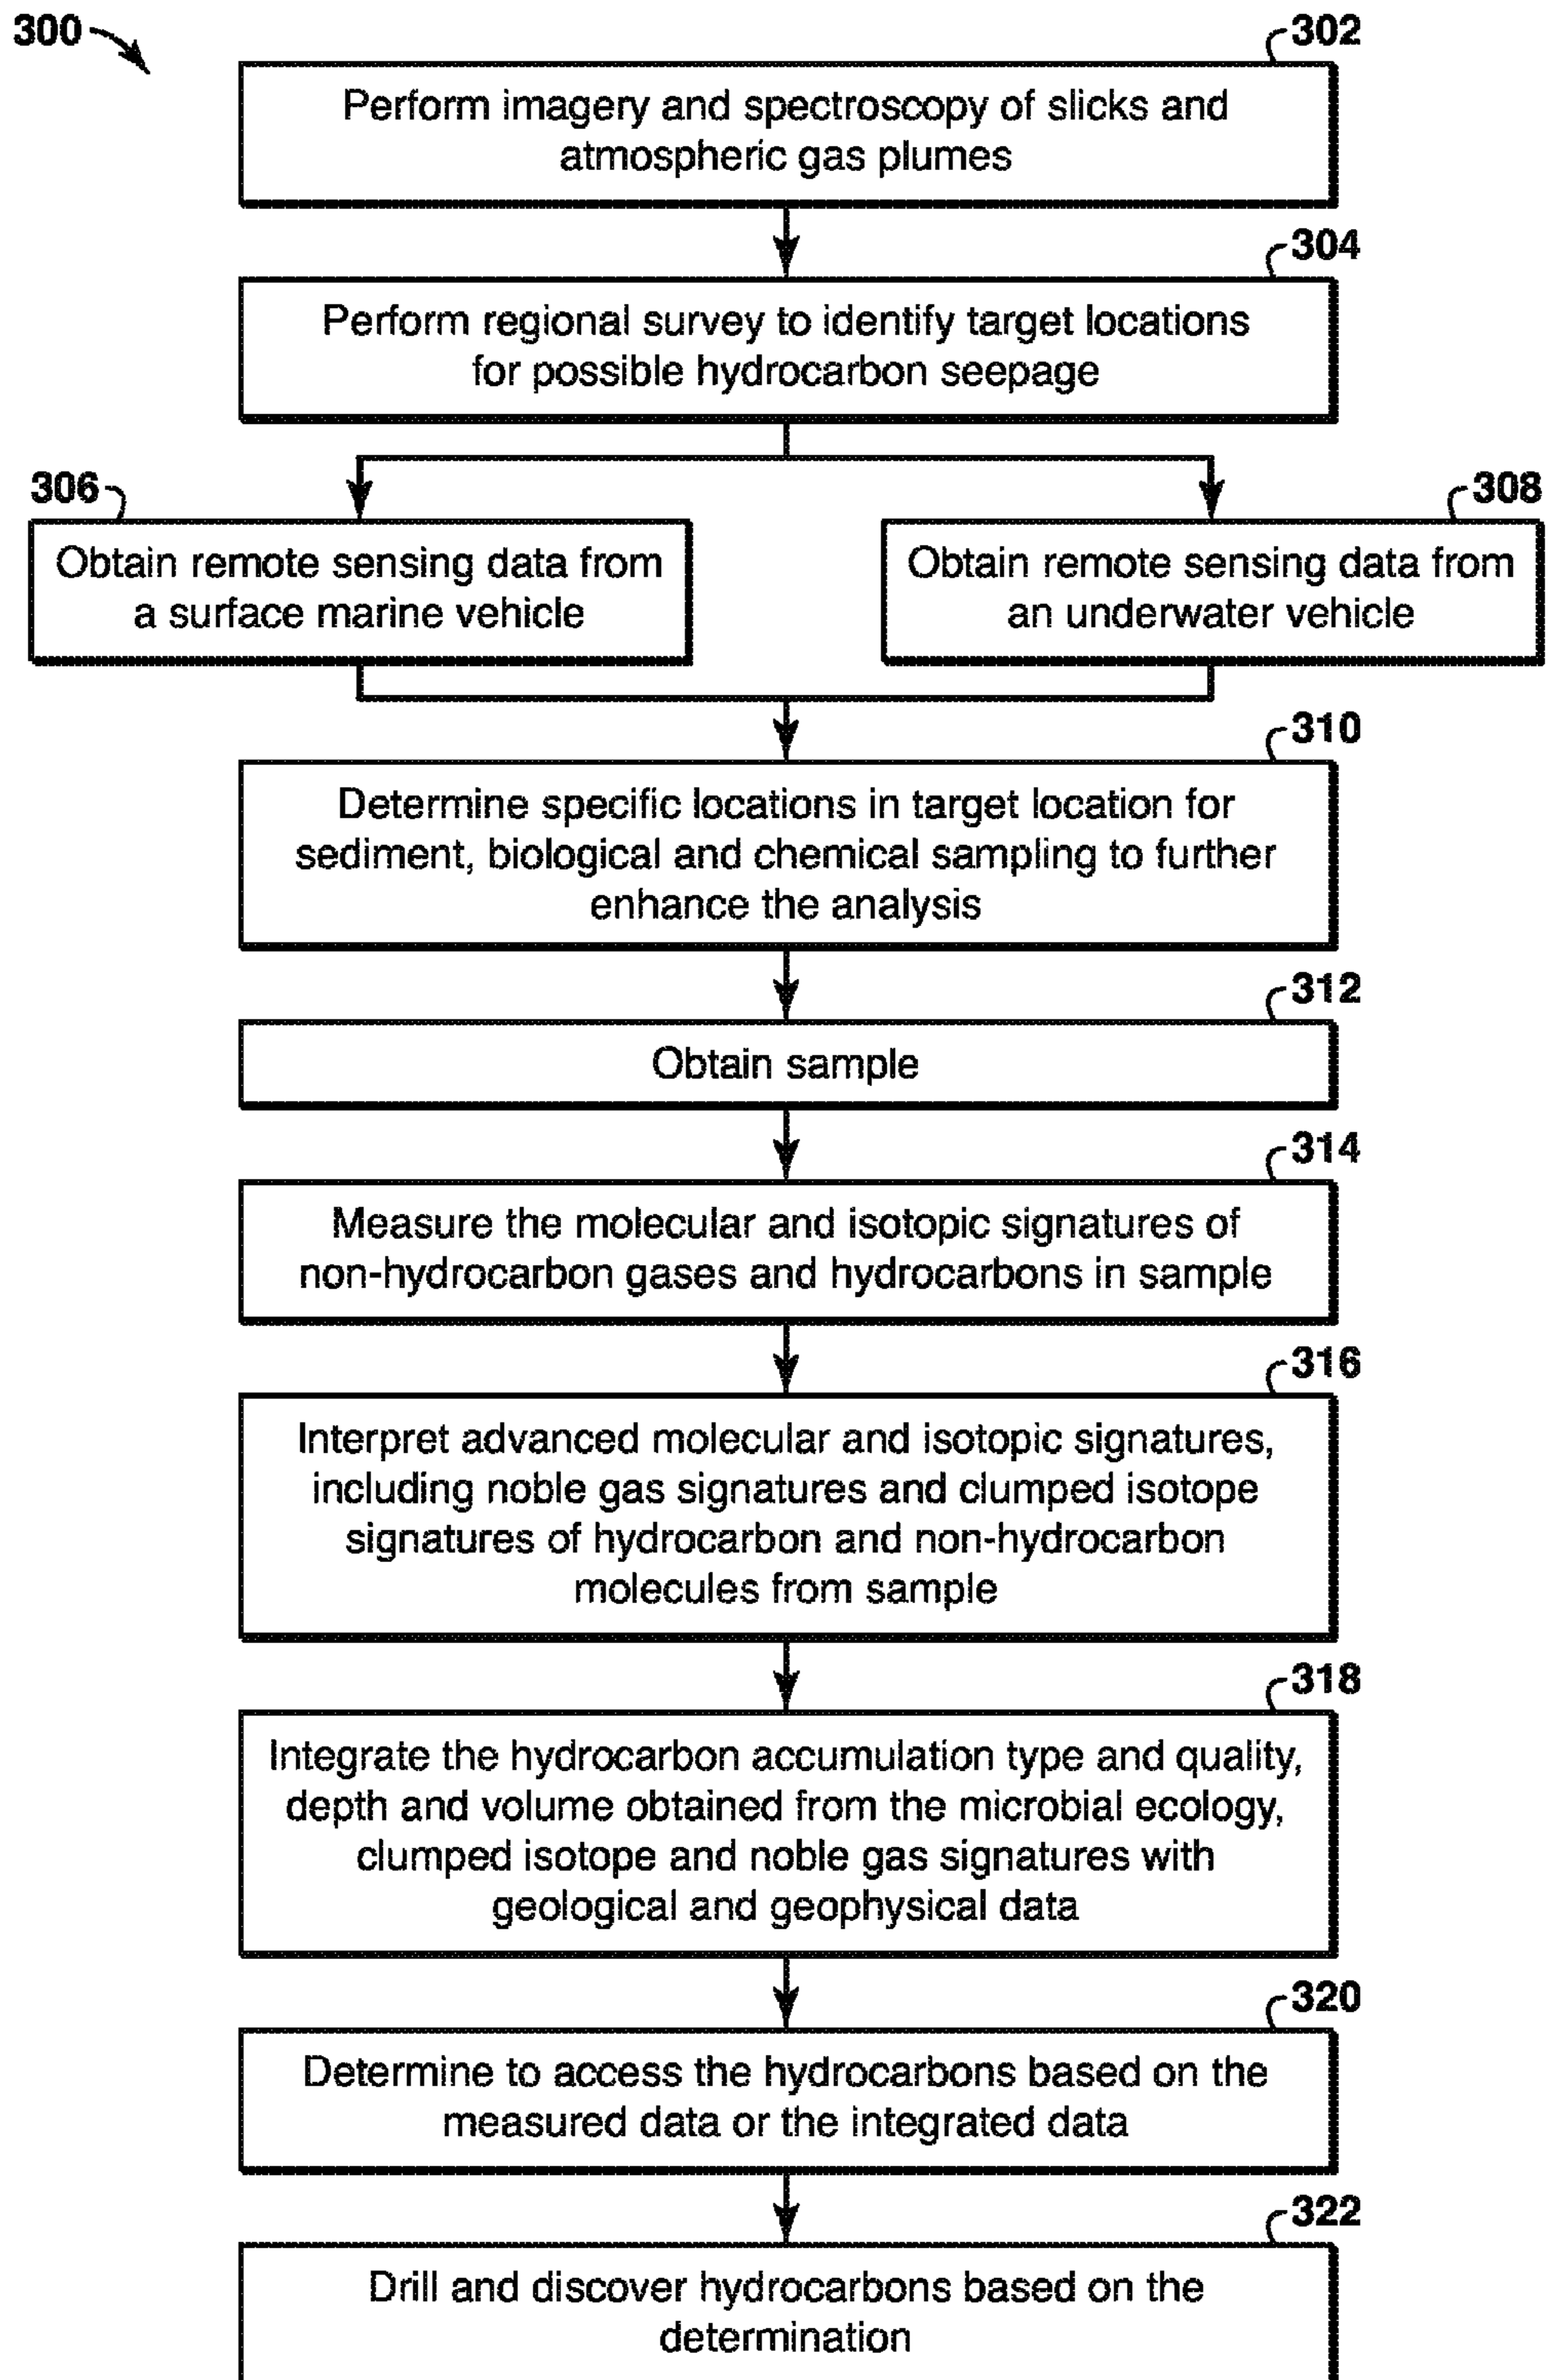 300
302
Perform imagery and spectroscopy of slicks and
atmospheric gas plumes
304
Perform regional survey to identify target locations
for possible hydrocarbon seepage
306
Obtain remote sensing data from
a surface marine vehicle
308
Obtain remote sensing data from
an underwater vehicle
310
Determine specific locations in target location for
sediment, biological and chemical sampling to further
enhance the analysis
312
Obtain sample
314
Measure the molecular and isotopic signatures of
non-hydrocarbon gases and hydrocarbons in sample
316
Interpret advanced molecular and isotopic signatures,
including noble gas signatures and clumped isotope
signatures of hydrocarbon and non-hydrocarbon
molecules from sample
318
Integrate the hydrocarbon accumulation type and quality,
depth and volume obtained from the microbial ecology,
clumped isotope and noble gas signatures with
geological and geophysical data
320
Determine to access the hydrocarbons based on the
measured data or the integrated data
322
Drill and discover hydrocarbons based on the
determination